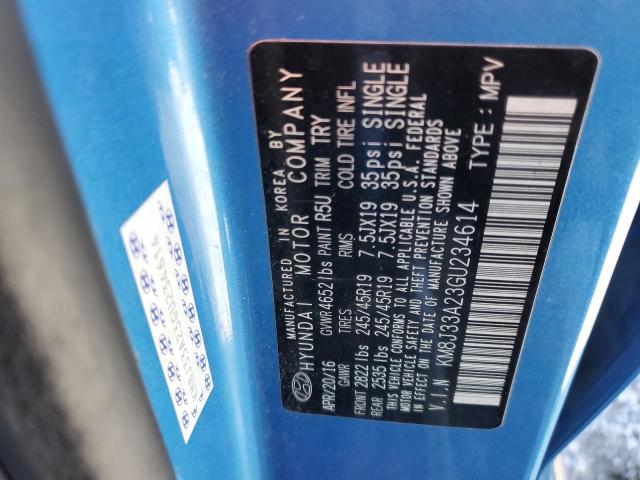 MANUFACTURED IN KOREA BY
HYUNDAI MOTOR COMPANY
APR/20/16 GVWR 4652 lbs PAINT R5U TRIM TRY
GAWR TIRES RIMS COLD TIRE INFL
FRONT 2822 lbs 245/45R19 7.5JX19 35psi SINGLE
REAR 2535 lbs 245/45R19 7.5JX19 35psi SINGLE
THIS VEHICLE CONFORMS TO ALL APPLICABLE U.S.A. FEDERAL
MOTOR VEHICLE SAFETY AND THEFT PREVENTION STANDARDS
IN EFFECT ON THE DATE OF MANUFACTURE SHOWN ABOVE
V.I.N KM8J33A23GU234614 TYPE : MPV